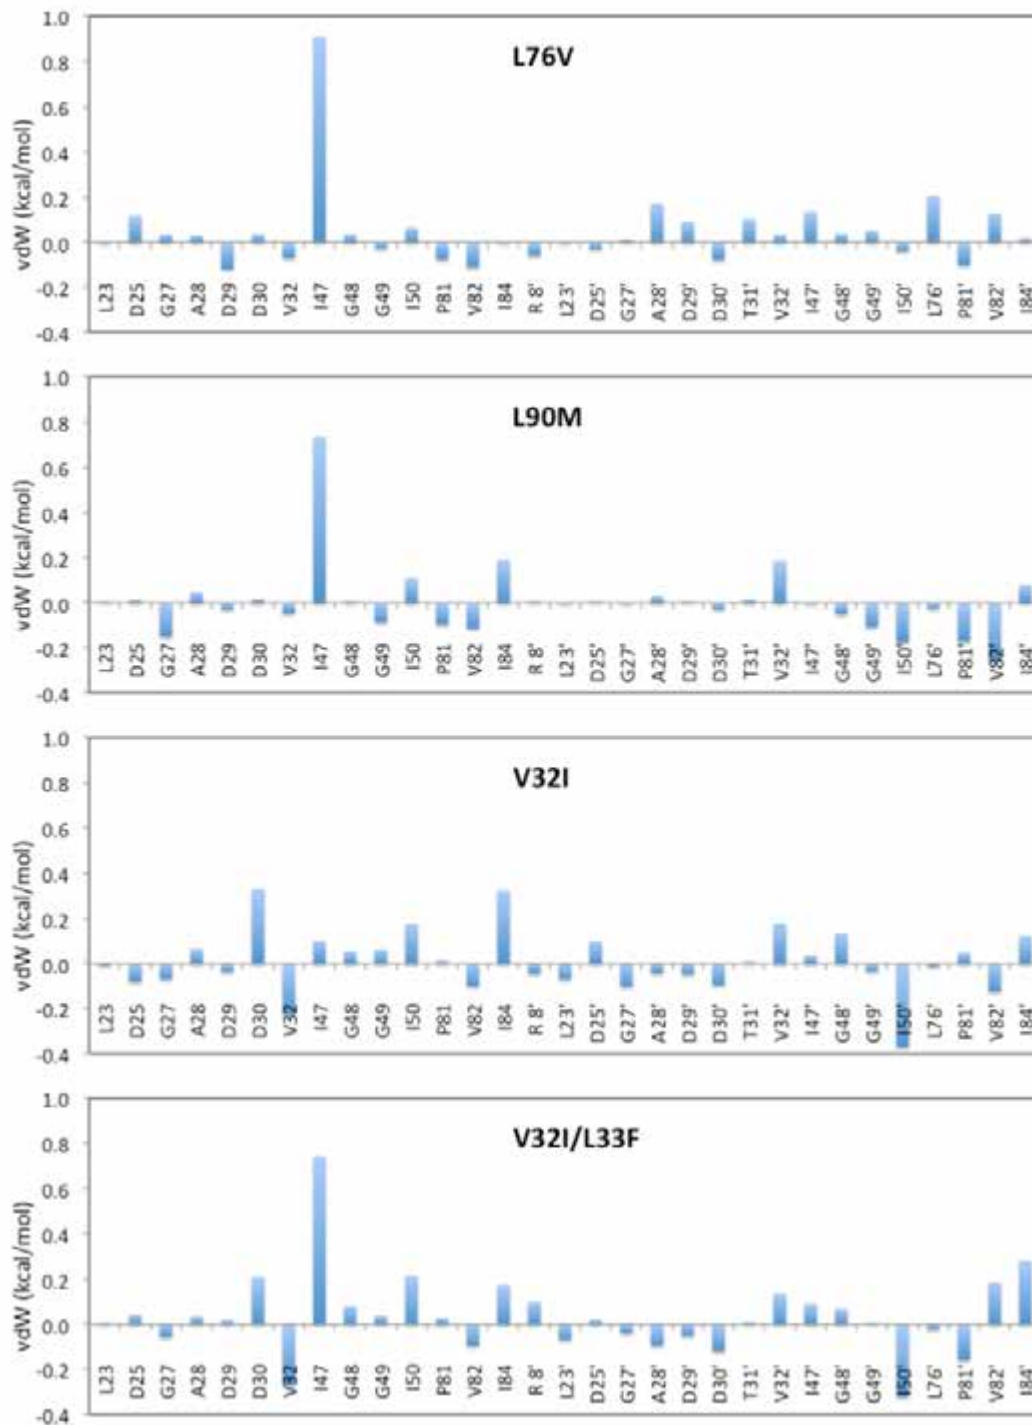 L76V
vdW (kcal/mol)
1.0
0.8
0.6
0.4
0.2
0.0
-0.2
-0.4
L23 D25 G27 A28 D29 D30 V32 I47 G48 G49 I50 P81 V82 I84 R 8' L23' D25' G27' A28' D29' D30' T31' V32' I47' G48' G49' I50' L76' P81' V82' I84'
L90M
vdW (kcal/mol)
1.0
0.8
0.6
0.4
0.2
0.0
-0.2
-0.4
L23 D25 G27 A28 D29 D30 V32 I47 G48 G49 I50 P81 V82 I84 R 8' L23' D25' G27' A28' D29' D30' T31' V32' I47' G48' G49' I50' L76' P81' V82' I84'
V32I
vdW (kcal/mol)
1.0
0.8
0.6
0.4
0.2
0.0
-0.2
-0.4
L23 D25 G27 A28 D29 D30 V32 I47 G48 G49 I50 P81 V82 I84 R 8' L23' D25' G27' A28' D29' D30' T31' V32' I47' G48' G49' I50' L76' P81' V82' I84'
V32I/L33F
vdW (kcal/mol)
1.0
0.8
0.6
0.4
0.2
0.0
-0.2
-0.4
L23 D25 G27 A28 D29 D30 V32 I47 G48 G49 I50 P81 V82 I84 R 8' L23' D25' G27' A28' D29' D30' T31' V32' I47' G48' G49' I50' L76' P81' V82' I84'